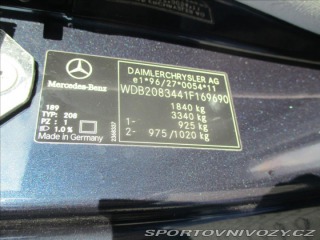 Mercedes-Benz
189
TYP: 208
PZ : 1
1.0 %
Made in Germany
DAIMLERCHRYSLER AG
e1*96/27*0054*11
WDB2083441F169690
1840 kg
3340 kg
1- 925 kg
2- 975/1020 kg
SPORTOVNIVOZY.CZ